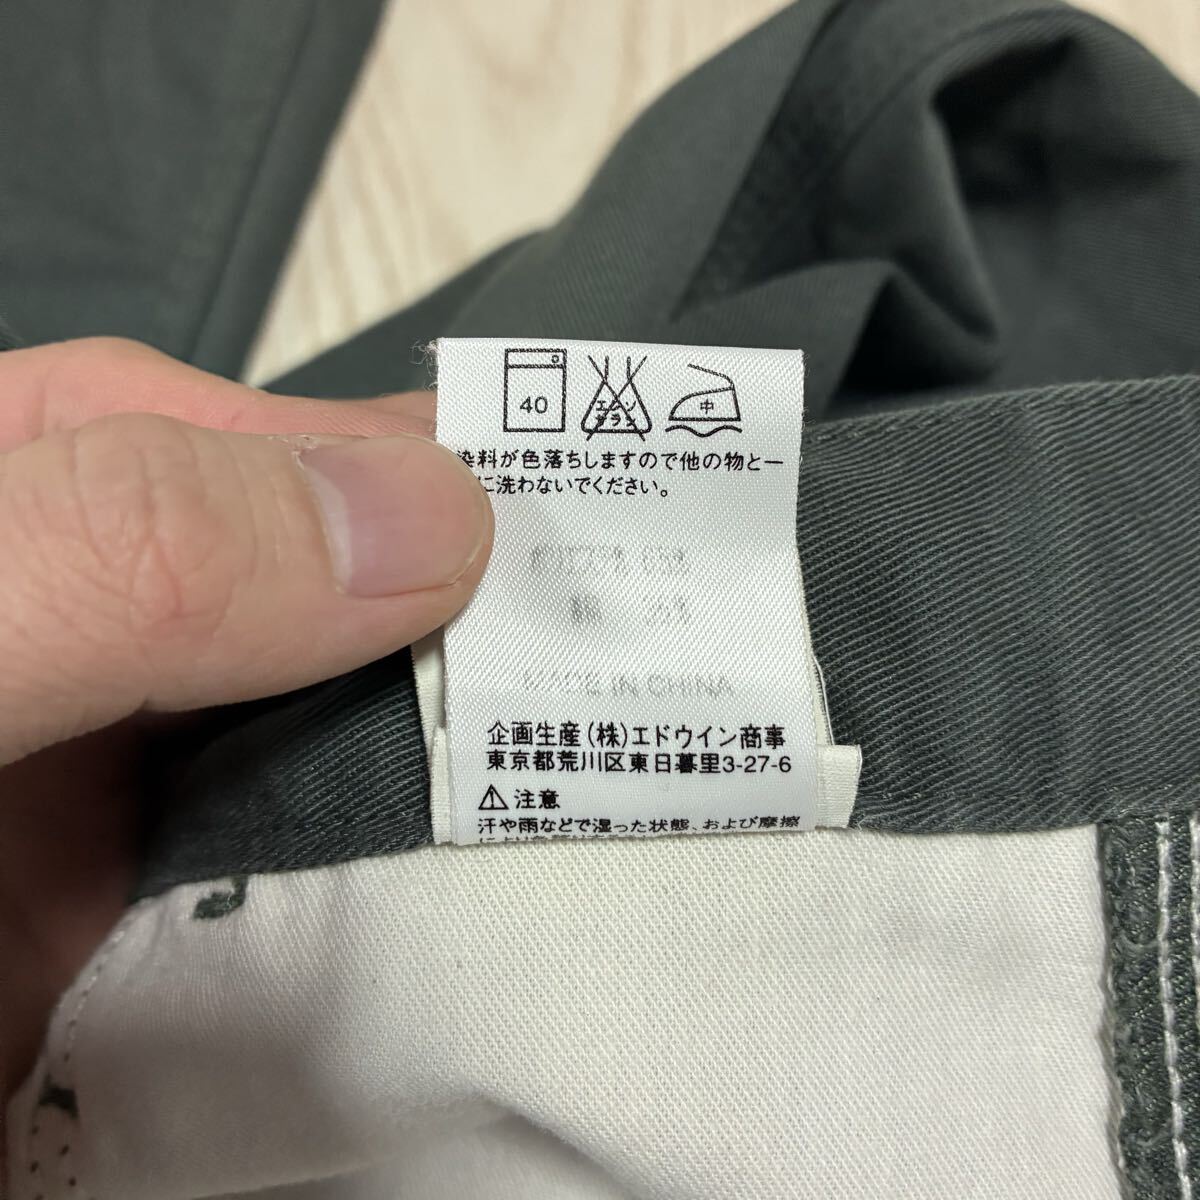 40
エンソ
サラシ
中
染料が色落ちしますので他の物と一
に洗わないでください。
MADE IN CHINA
企画生産(株)エドウイン商事
東京都荒川区東日暮里3-27-6
注意
汗や雨などで湿った状態、および摩擦